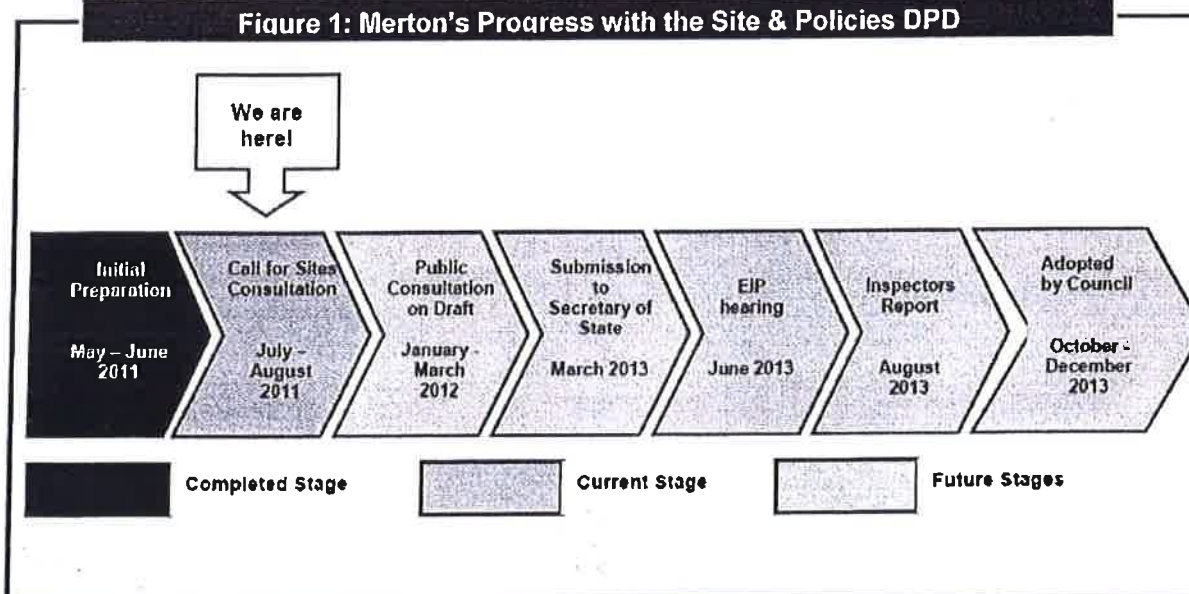 Figure 1: Merton's Progress with the Site & Policies DPD
We are
here!
Initial
Preparation
May – June
2011
Call for Sites
Consultation
July –
August
2011
Public
Consultation
on Draft
January -
March
2012
Submission
to
Secretary of
State
March 2013
EIP
hearing
June 2013
Inspectors
Report
August
2013
Adopted
by Council
October -
December
2013
Completed Stage
Current Stage
Future Stages